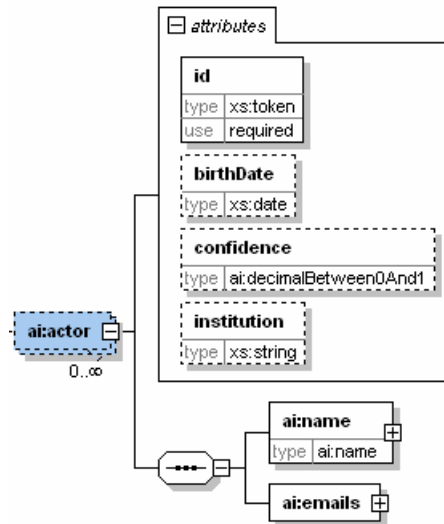 attributes
id
type xs:token
use required
birthDate
type xs:date
confidence
type ai:decimalBetween0And1
institution
type xs:string
ai:actor
0..∞
ai:name
type ai:name
ai:emails